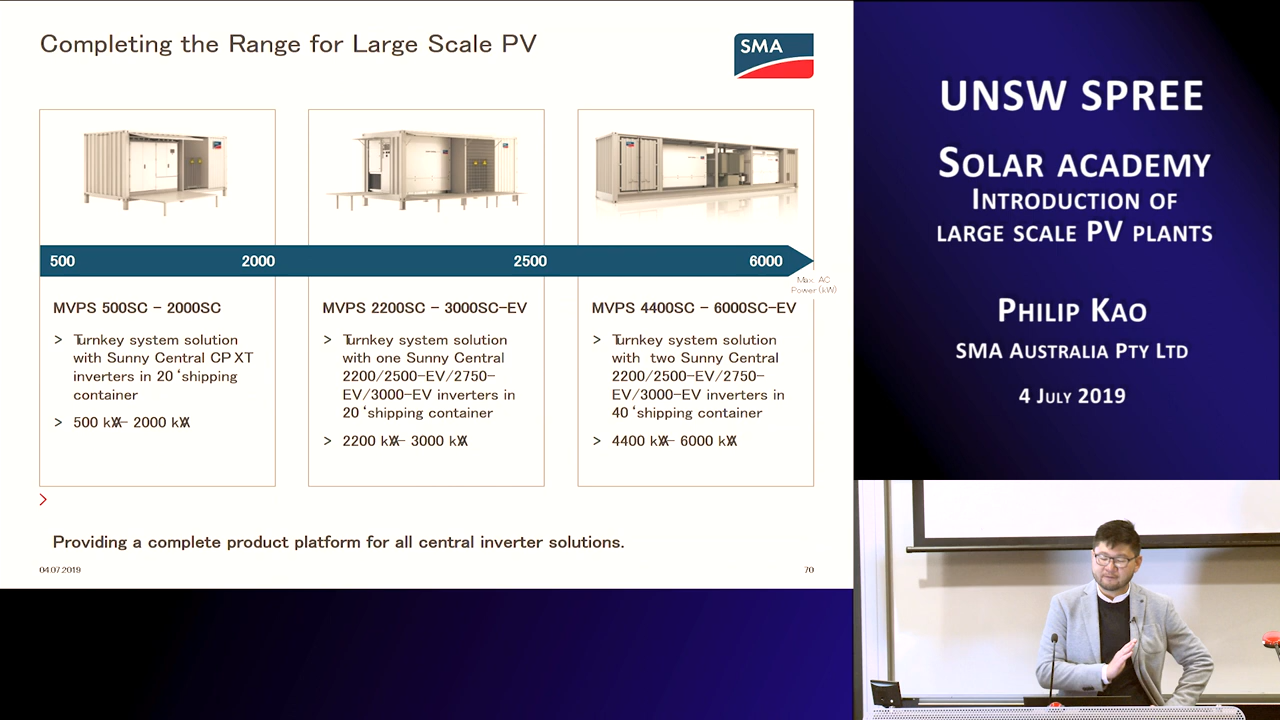 Completing the Range for Large Scale PV
SMA
500
2000
2500
6000
Max. AC
Power (kW)
MVPS 500SC - 2000SC
> Turnkey system solution
with Sunny Central CP XT
inverters in 20‘shipping
container
> 500 kVA- 2000 kVA
MVPS 2200SC - 3000SC-EV
> Turnkey system solution
with one Sunny Central
2200/2500-EV/2750-
EV/3000-EV inverters in
20‘shipping container
> 2200 kVA- 3000 kVA
MVPS 4400SC - 6000SC-EV
> Turnkey system solution
with two Sunny Central
2200/2500-EV/2750-
EV/3000-EV inverters in
40‘shipping container
> 4400 kVA- 6000 kVA
>
Providing a complete product platform for all central inverter solutions.
04.07.2019
70
UNSW SPREE
SOLAR ACADEMY
INTRODUCTION OF
LARGE SCALE PV PLANTS
PHILIP KAO
SMA AUSTRALIA PTY LTD
4 JULY 2019